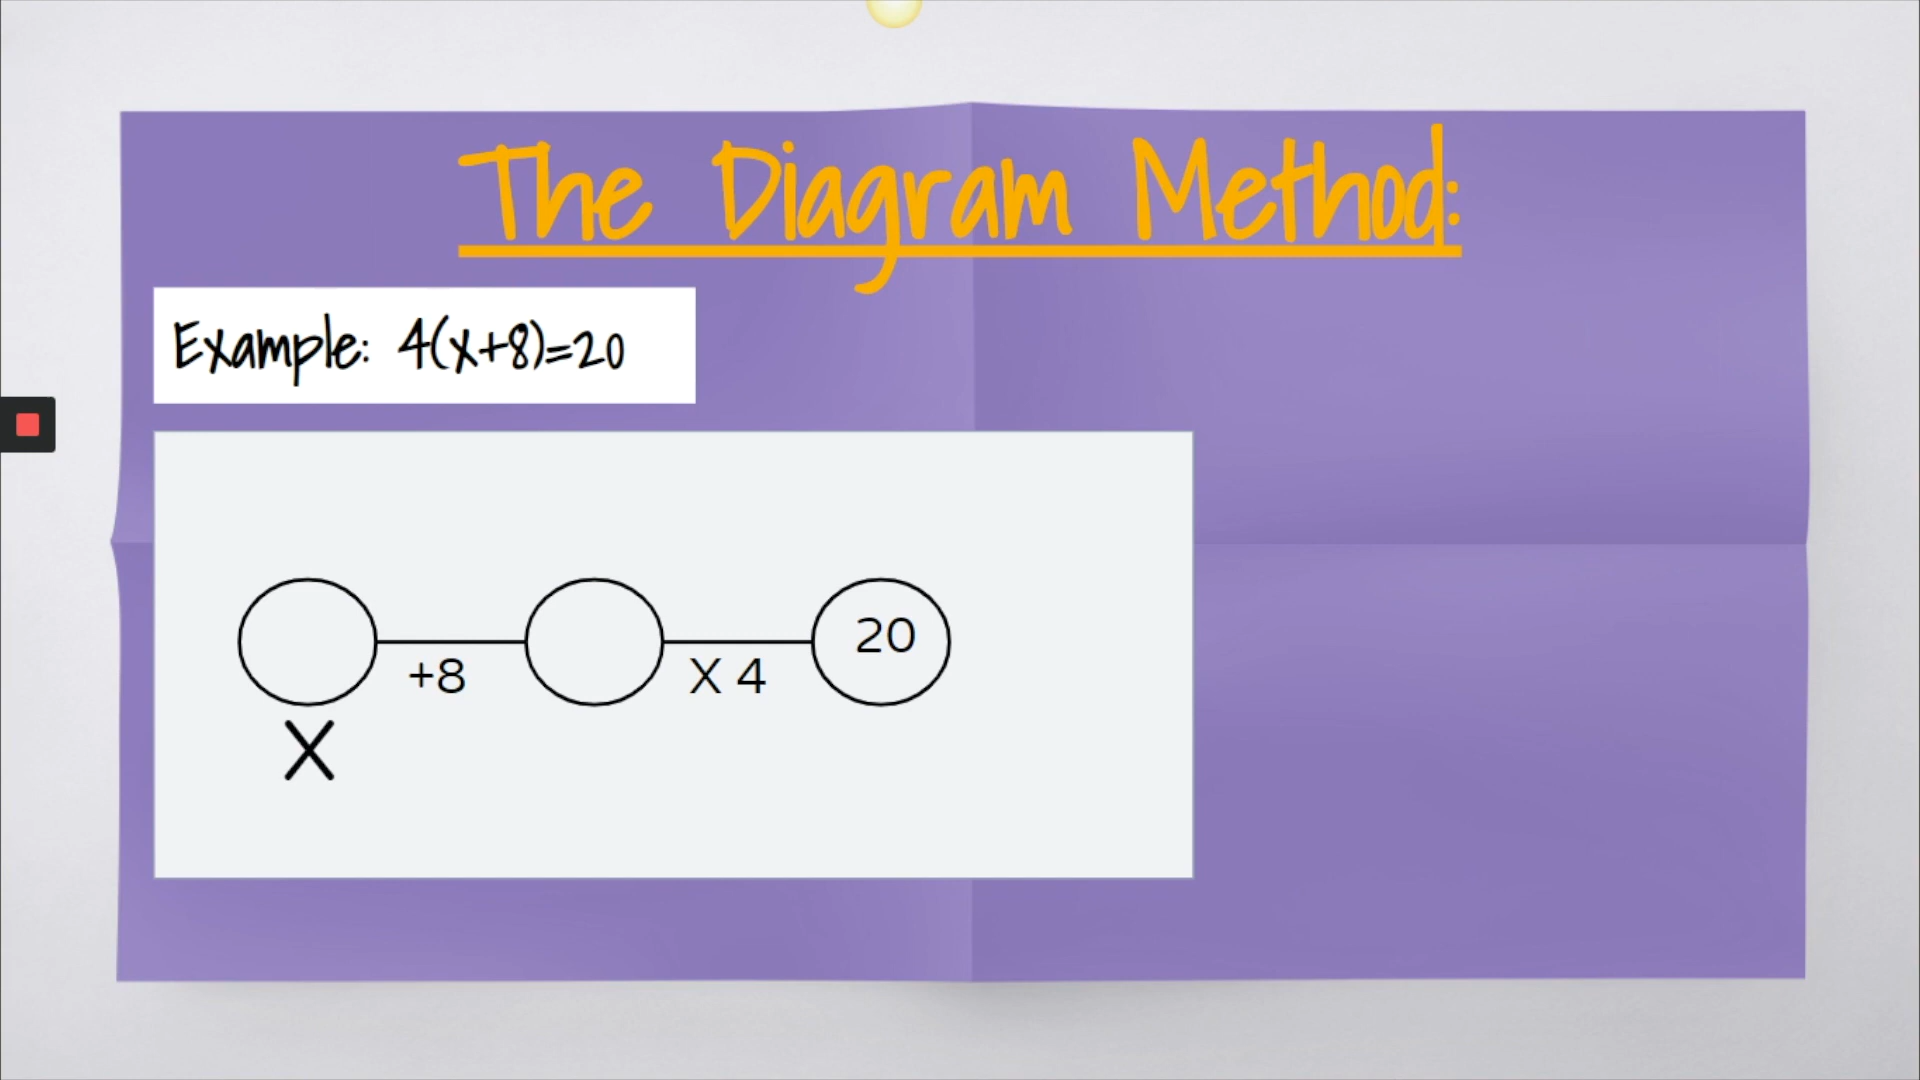 The Diagram Method:
Example: 4(x+8)=20
20
+8
X 4
X